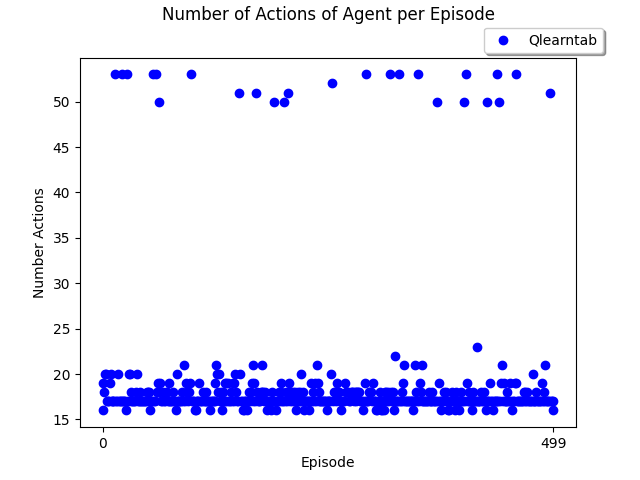 Number of Actions of Agent per Episode
Qlearntab
50
45
40
35
30
25
20
15
Number Actions
0 499
Episode